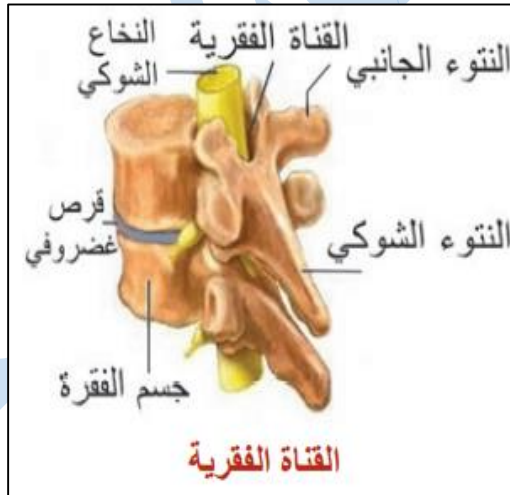 النخاع
الشوكي
القناة الفقرية
النتوء الجانبي
قرص
غضروفي
النتوء الشوكي
جسم الفقرة
القناة الفقرية